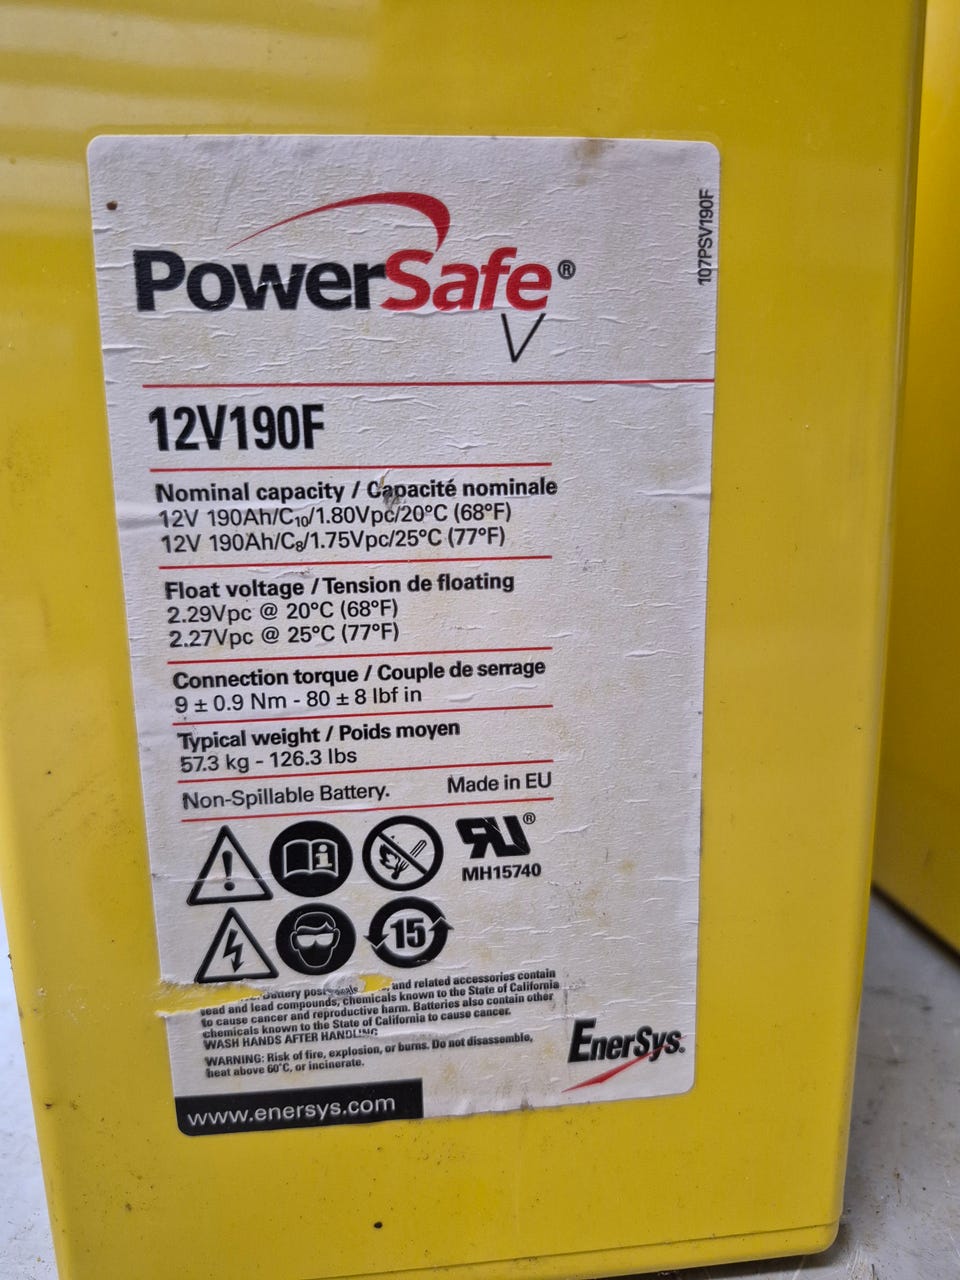 107PSV190F
PowerSafe®
V
12V190F
Nominal capacity / Capacité nominale
12V 190Ah/C10/1.80Vpc/20°C (68°F)
12V 190Ah/C8/1.75Vpc/25°C (77°F)
Float voltage / Tension de floating
2.29Vpc @ 20°C (68°F)
2.27Vpc @ 25°C (77°F)
Connection torque / Couple de serrage
9 ± 0.9 Nm - 80 ± 8 lbf in
Typical weight / Poids moyen
57.3 kg - 126.3 lbs
Non-Spillable Battery. Made in EU
RU®
MH15740
15
and related accessories contain
lead and lead compounds, chemicals known to the State of California
to cause cancer and reproductive harm. Batteries also contain other
chemicals known to the State of California to cause cancer.
WASH HANDS AFTER HANDLING
WARNING: Risk of fire, explosion, or burns. Do not disassemble,
heat above 60°C, or incinerate.
EnerSys.
www.enersys.com